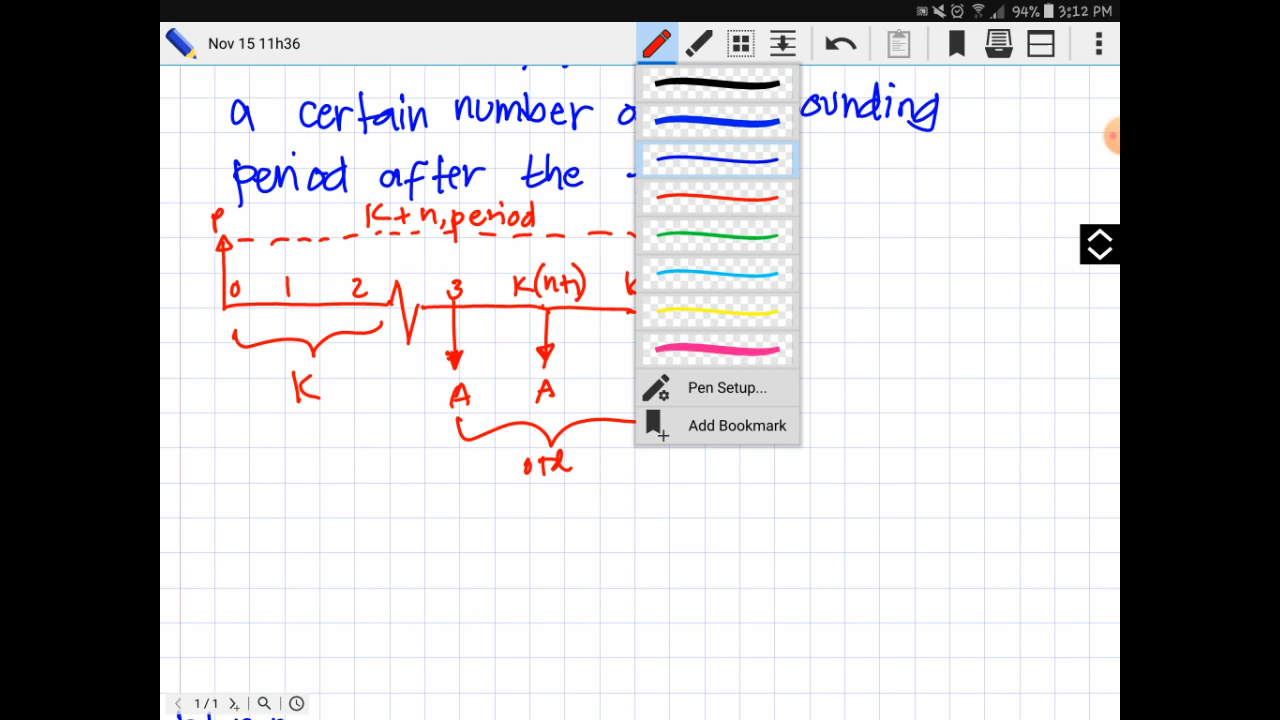 94% 3:12 PM
Nov 15 11h36
a certain number o ounding
period after the
P K+n, period
0 1 2 3 K(n+1) k
K A A
ord
Pen Setup...
Add Bookmark
1/1